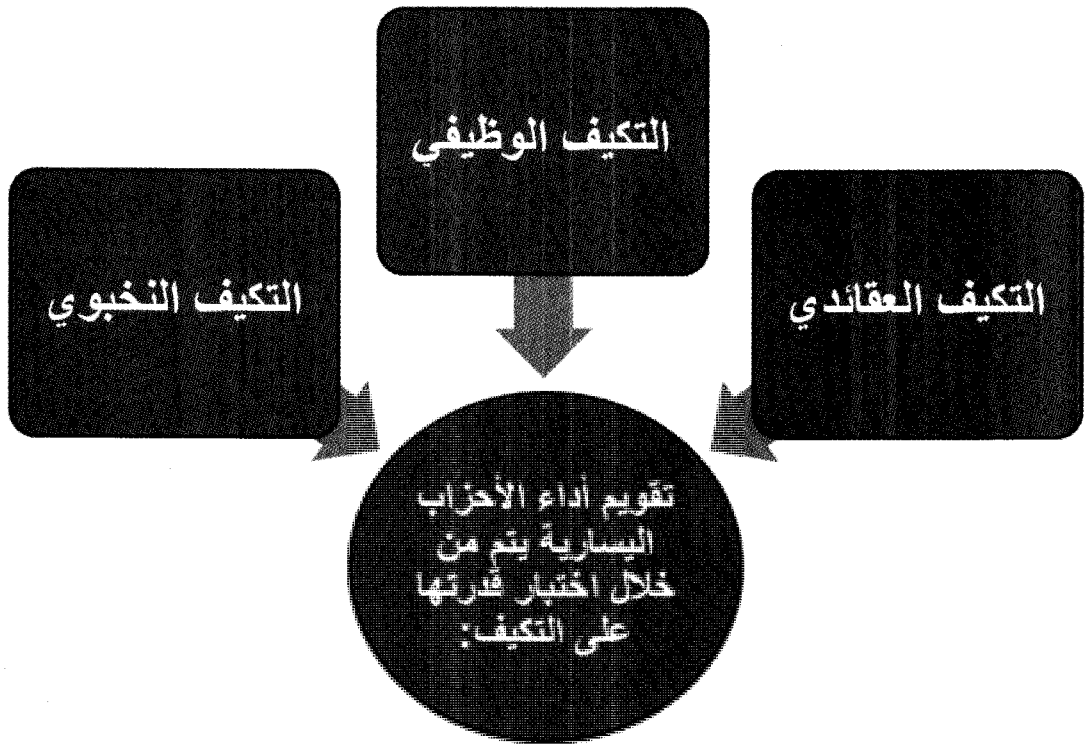 التكيف الوظيفي
التكيف العقائدي
التكيف النخبوي
تقويم أداء الأحزاب
اليسارية يتم من
خلال اختبار قدرتها
على التكيف: